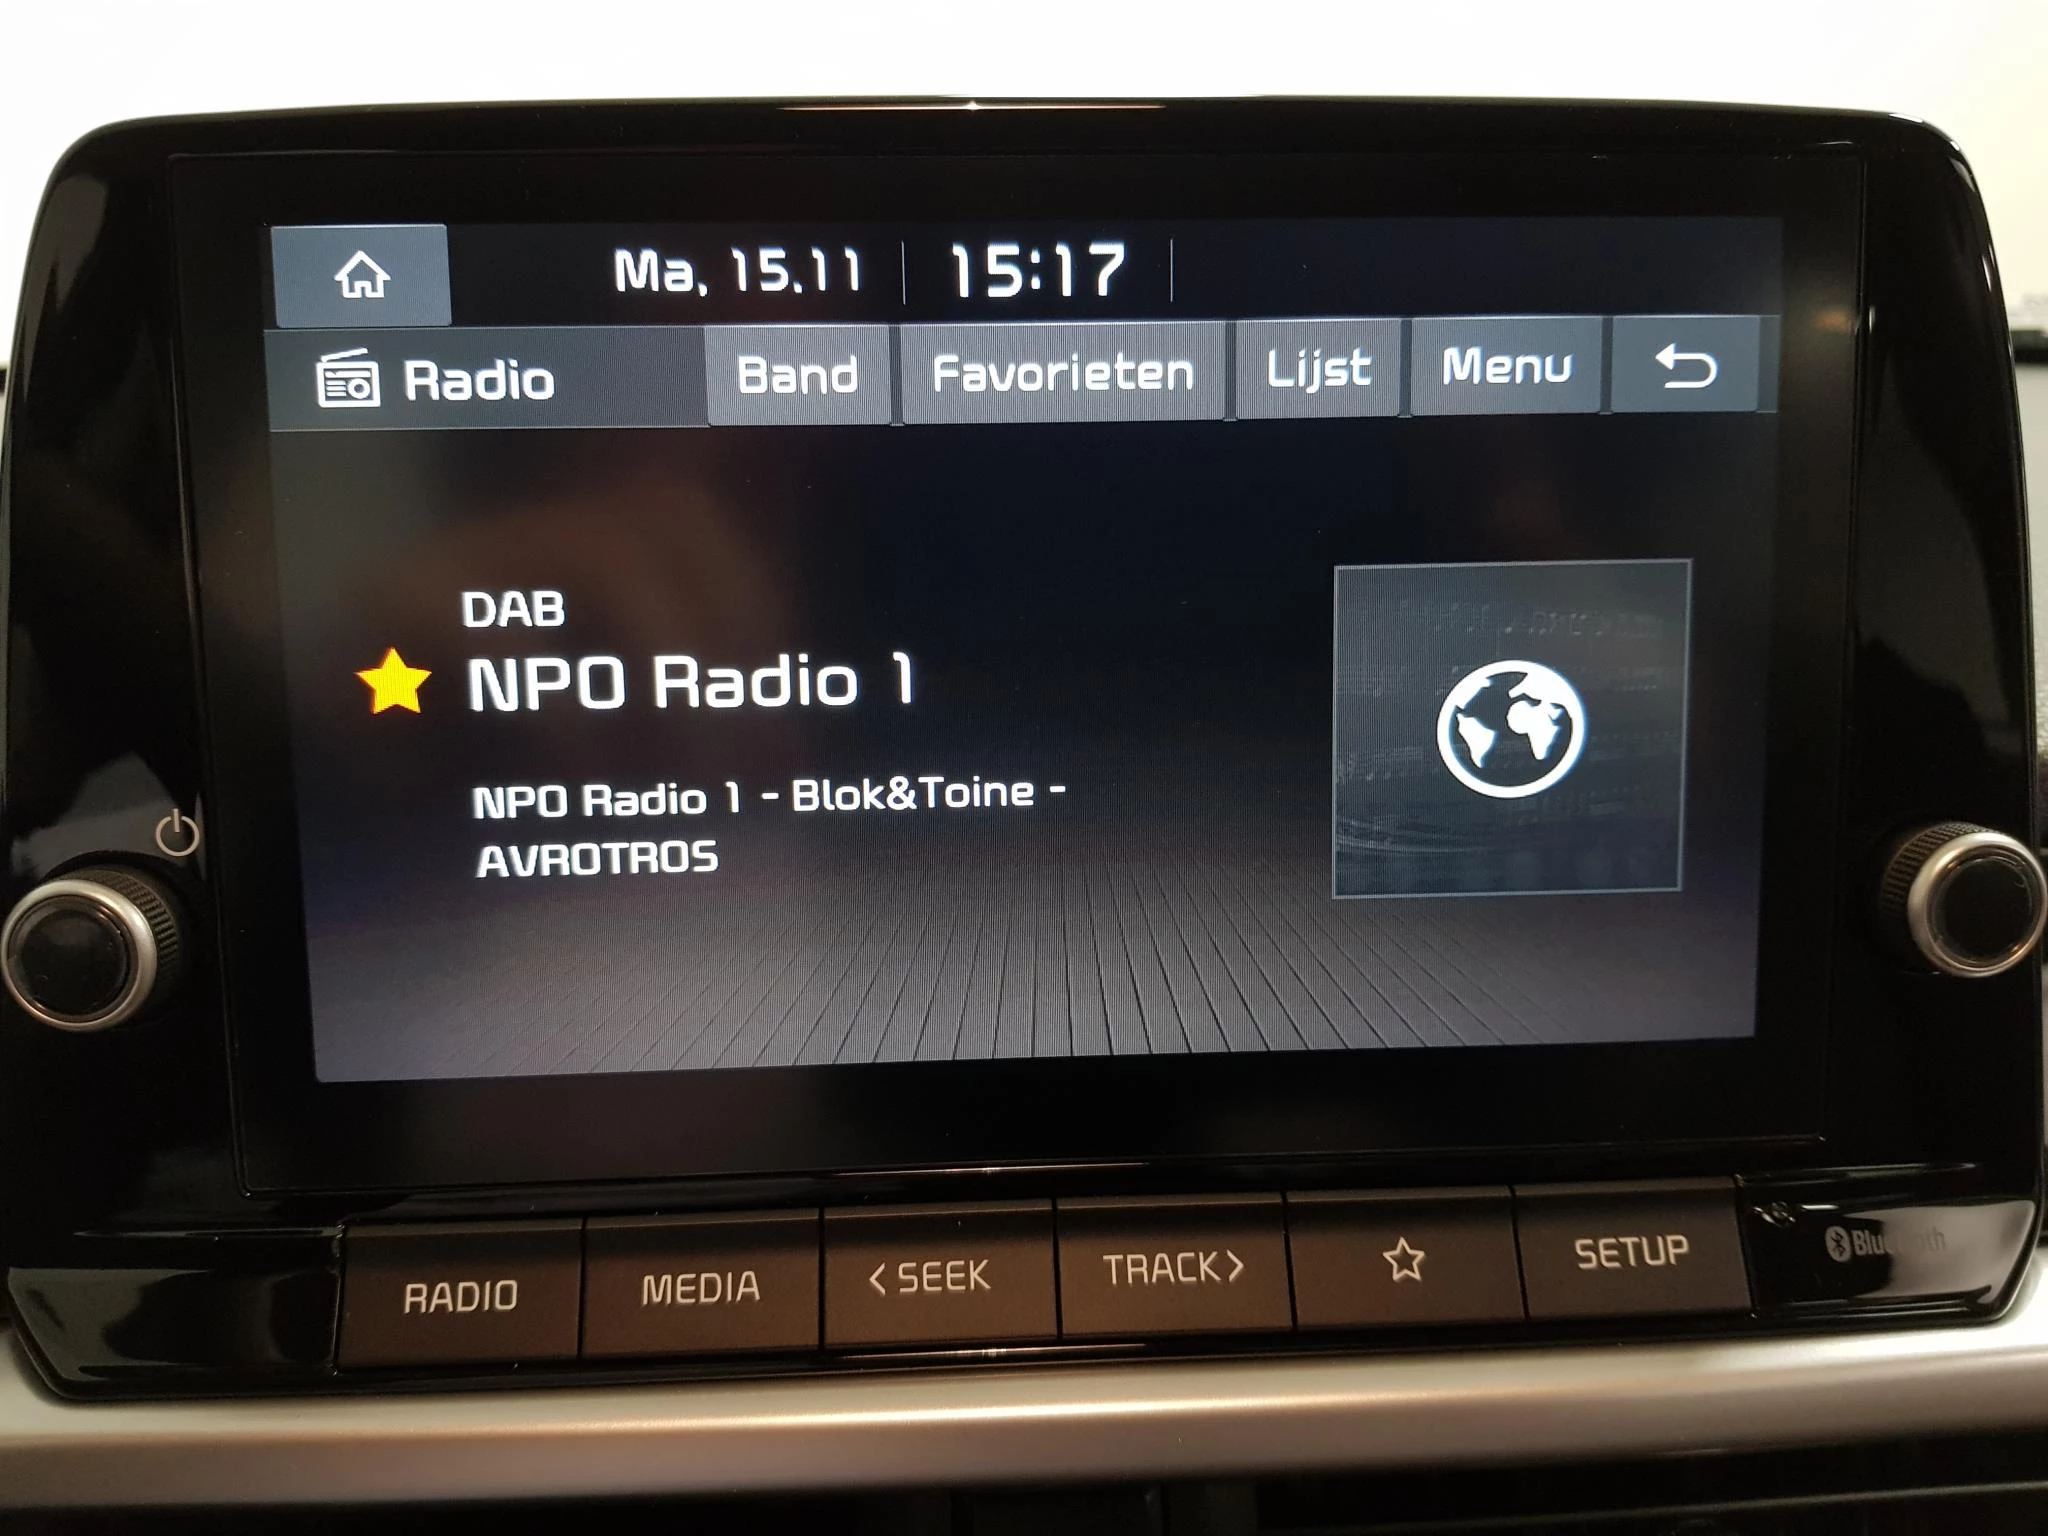 Ma, 15.11 15:17
Radio Band Favorieten Lijst Menu
DAB
NPO Radio 1
NPO Radio 1 - Blok&Toine -
AVROTROS
RADIO MEDIA <SEEK TRACK> SETUP
Bluetooth